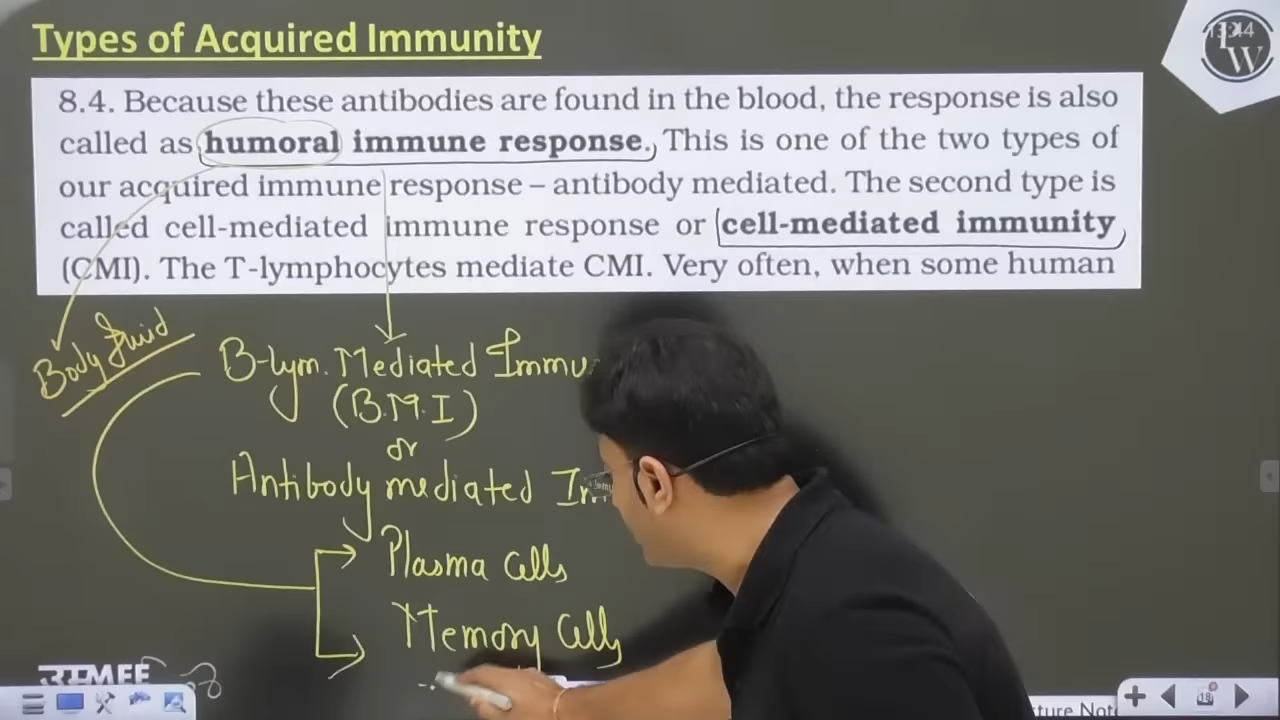 Types of Acquired Immunity
8.4. Because these antibodies are found in the blood, the response is also
called as humoral immune response. This is one of the two types of
our acquired immune response – antibody mediated. The second type is
called cell-mediated immune response or cell-mediated immunity
(CMI). The T-lymphocytes mediate CMI. Very often, when some human
Body fluid
B-lym. Mediated Immu
(B.M.I)
or
Antibody mediated Im
Plasma Cells
Memory Cells
W
18